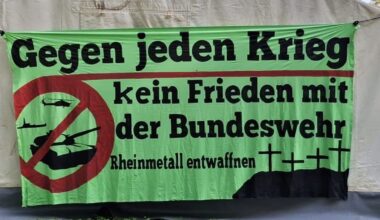 Gegen jeden Krieg
kein Frieden mit
der Bundeswehr
Rheinmetall entwaffnen